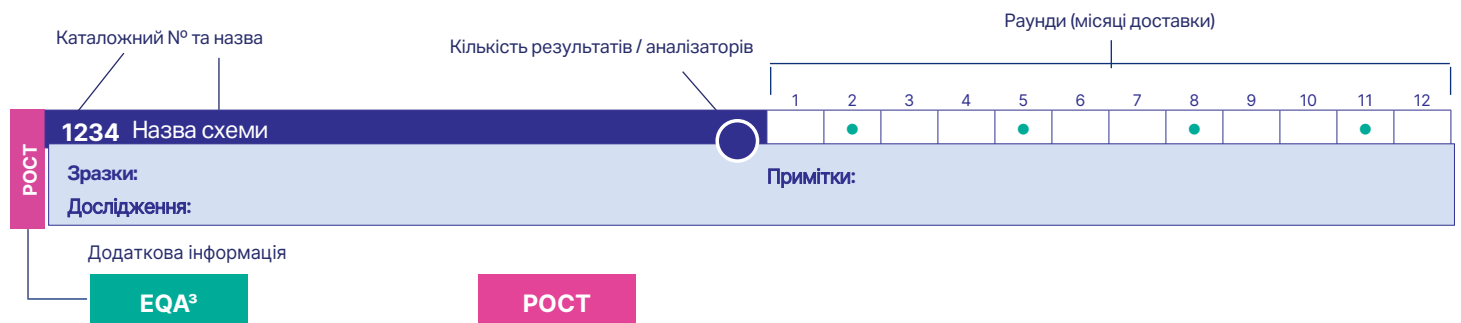 Раунди (місяці доставки)
Каталожний № та назва
Кількість результатів / аналізаторів
1 2 3 4 5 6 7 8 9 10 11 12
1234 Назва схеми
POCT
Зразки:
Примітки:
Дослідження:
Додаткова інформація
EQA³
POCT